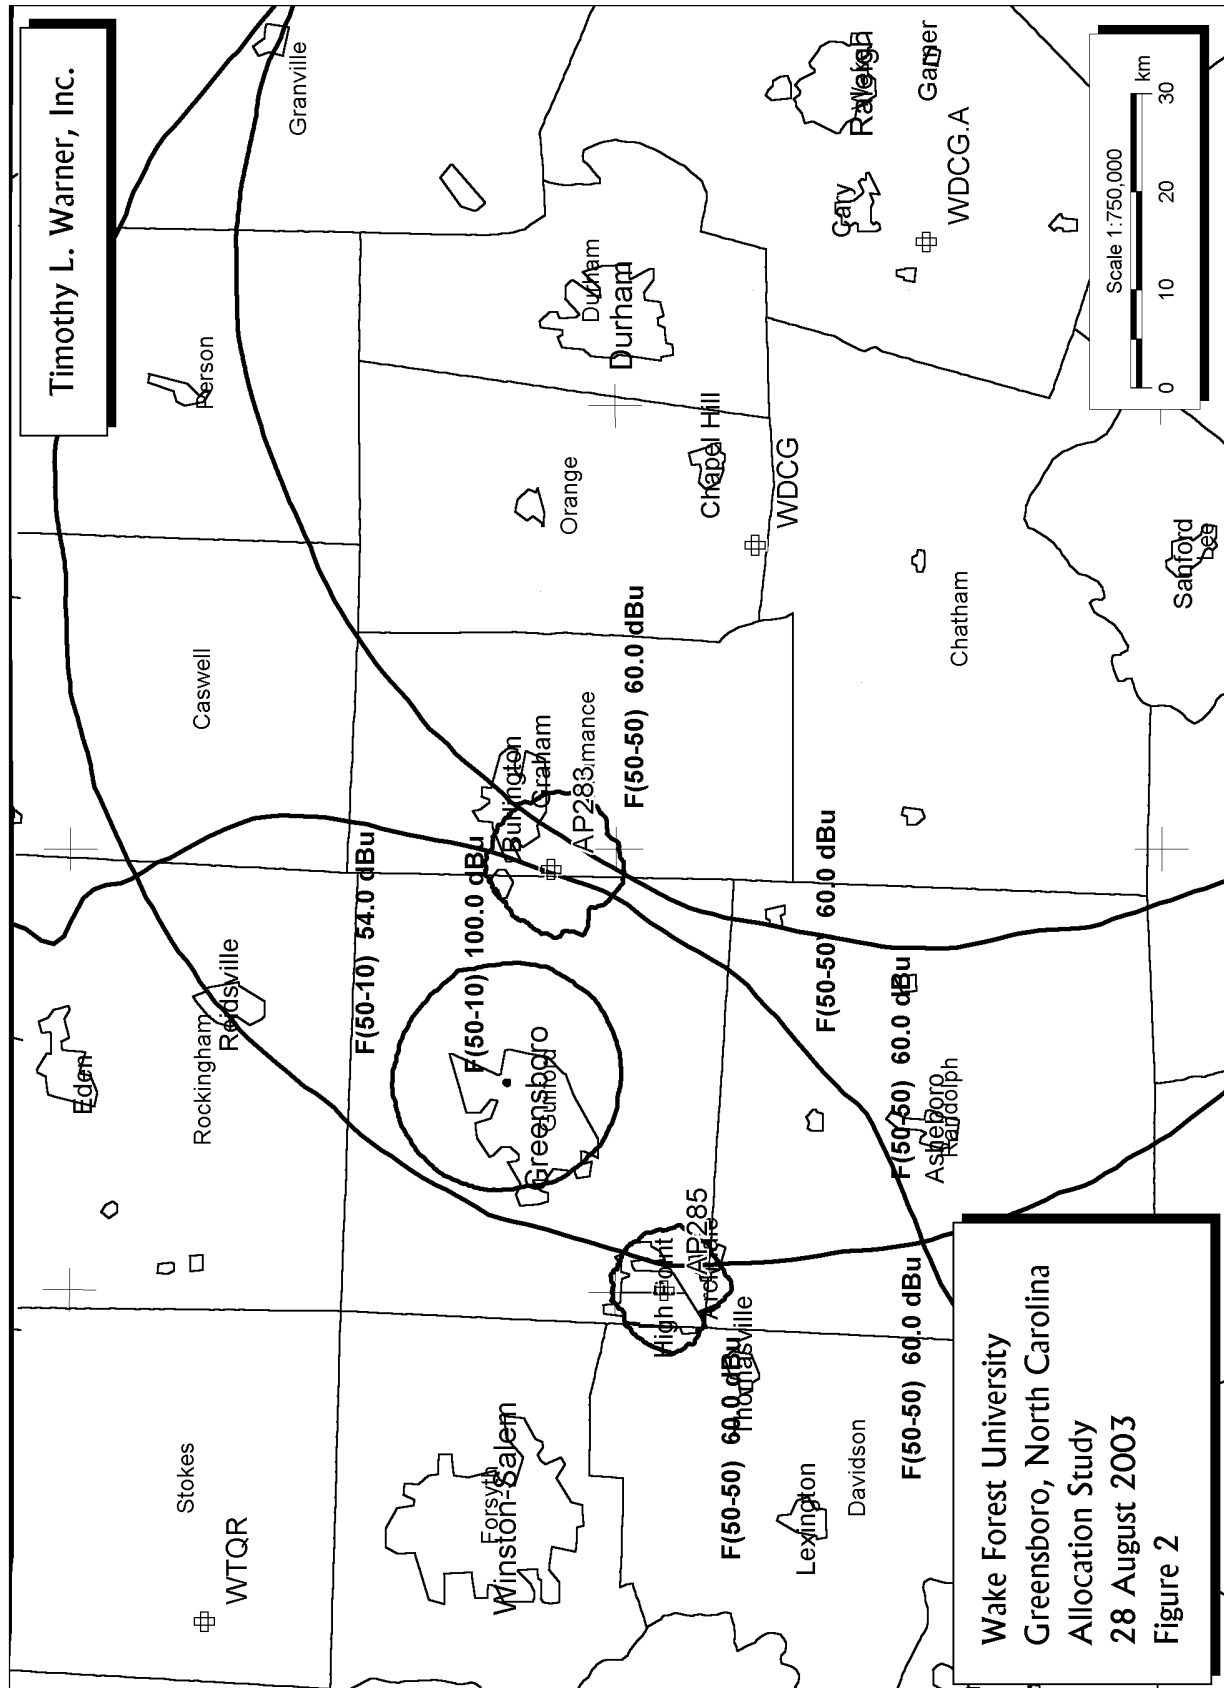 Timothy L. Warner, Inc.
Granville
Person
Caswell
Eden
Rockingham
Reidsville
Stokes
WTQR
Raleigh
Garner
Cary
WDCG.A
Durham
Durham
Chapel Hill
Orange
WDCG
Chatham
Sanford
Lee
Burlington
Graham
AP283
F(50-50) 60.0 dBu
F(50-10) 54.0 dBu
F(50-10) 100.0 dBu
F(50-50) 60.0 dBu
F(50-50) 60.0 dBu
Greensboro
Guilford
Asheboro
Randolph
High Point
AP285
Thomasville
F(50-50) 60.0 dBu
F(50-50) 60.0 dBu
Forsyth
Winston-Salem
Lexington
Davidson
Scale 1:750,000
0 10 20 30 km
Wake Forest University
Greensboro, North Carolina
Allocation Study
28 August 2003
Figure 2